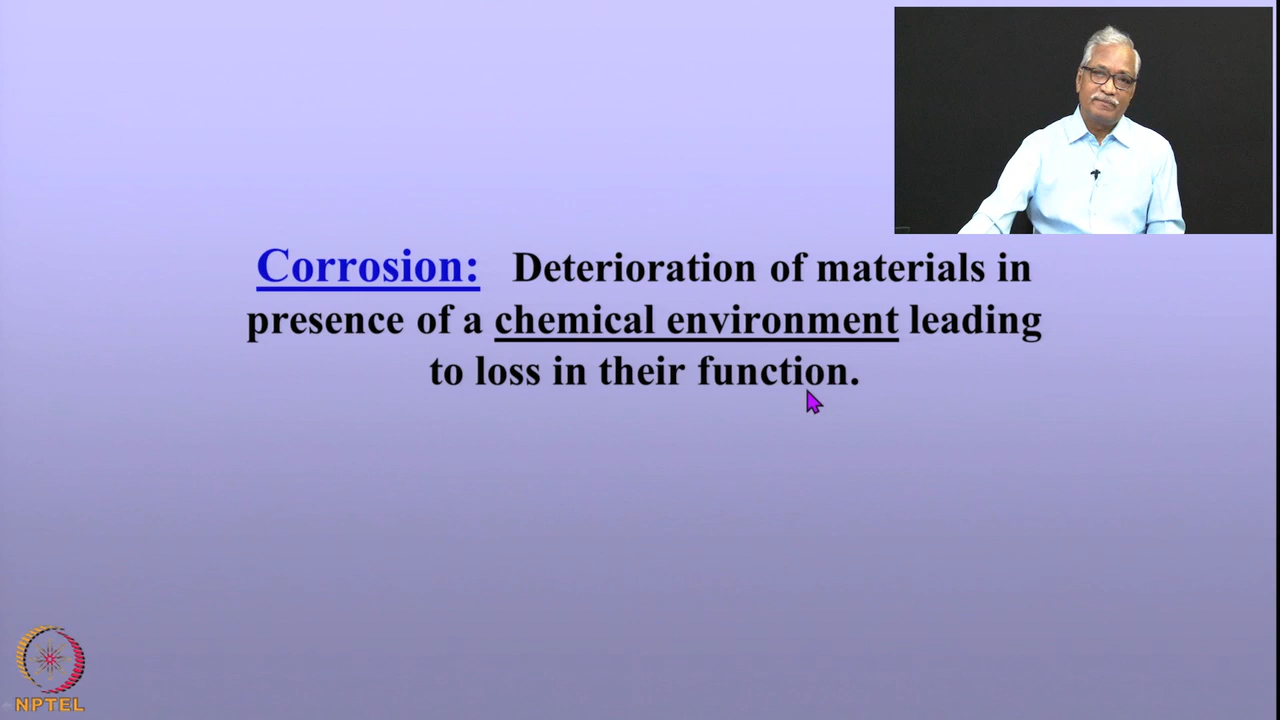 Corrosion: Deterioration of materials in
presence of a chemical environment leading
to loss in their function.
NPTEL